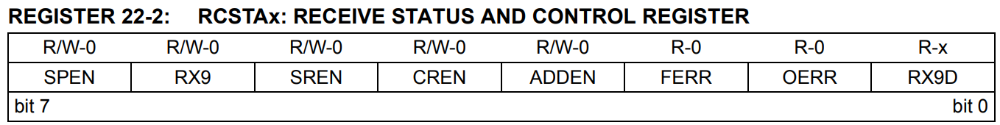 REGISTER 22-2: RCSTAx: RECEIVE STATUS AND CONTROL REGISTER
R/W-0 R/W-0 R/W-0 R/W-0 R/W-0 R-0 R-0 R-x
SPEN RX9 SREN CREN ADDEN FERR OERR RX9D
bit 7 bit 0